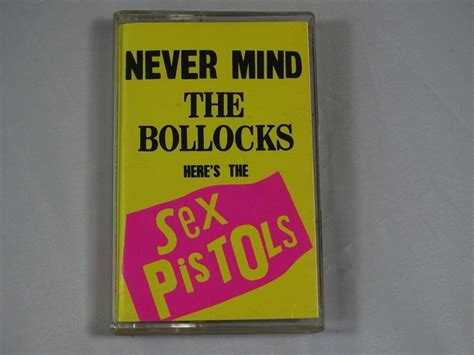 NEVER MIND
THE
BOLLOCKS
HERE'S THE
Sex
PisTOLs